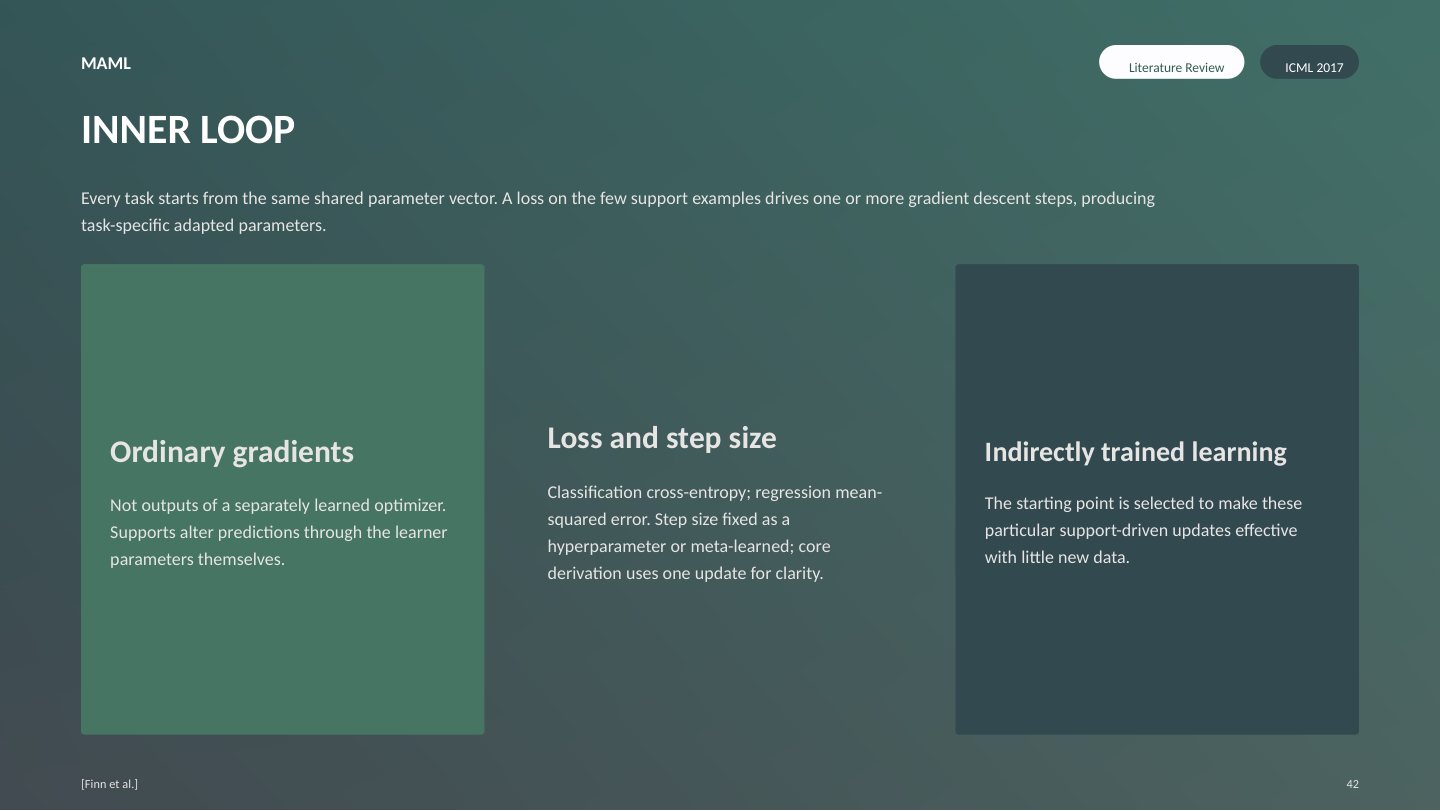 MAML
Literature Review
ICML 2017
INNER LOOP
Every task starts from the same shared parameter vector. A loss on the few support examples drives one or more gradient descent steps, producing
task-specific adapted parameters.
Ordinary gradients
Not outputs of a separately learned optimizer.
Supports alter predictions through the learner
parameters themselves.
Loss and step size
Classification cross-entropy; regression mean-
squared error. Step size fixed as a
hyperparameter or meta-learned; core
derivation uses one update for clarity.
Indirectly trained learning
The starting point is selected to make these
particular support-driven updates effective
with little new data.
[Finn et al.]
42